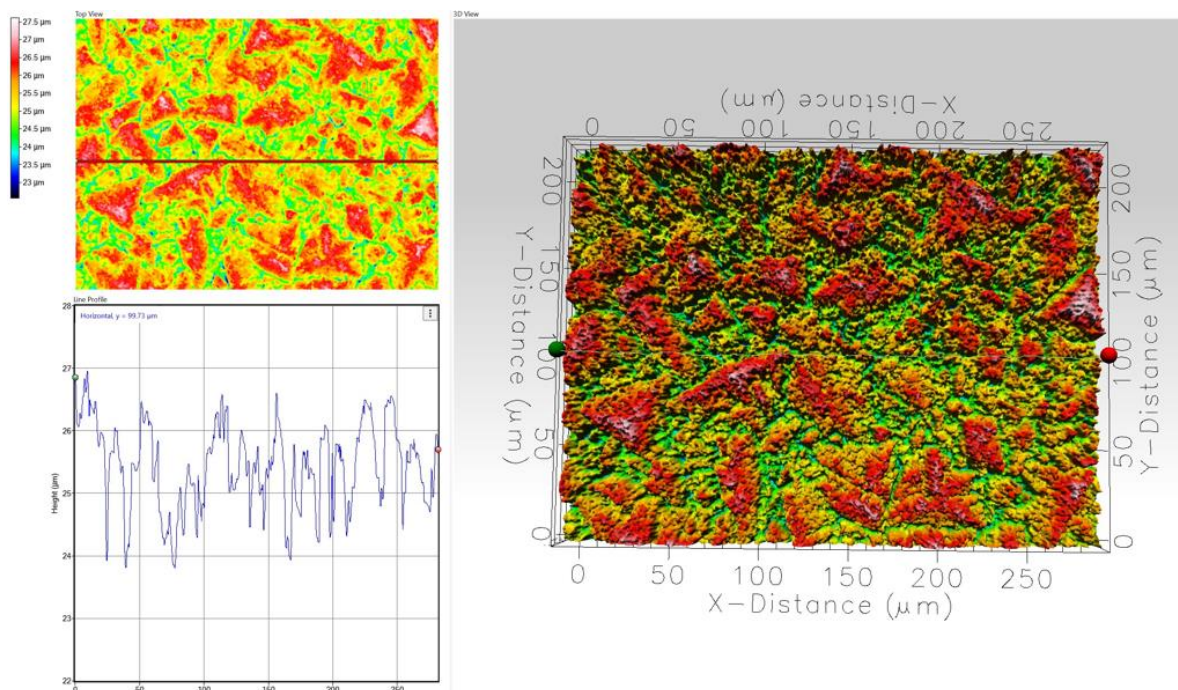 Top View
27.5 µm
27 µm
26.5 µm
26 µm
25.5 µm
25 µm
24.5 µm
24 µm
23.5 µm
23 µm
Line Profile
Horizontal, y = 99.73 µm
28
27
26
25
24
23
22
Height (µm)
0
50
100
150
200
250
3D View
X-Distance (µm)
0
50
100
150
200
250
200
150
100
50
0
Y-Distance (µm)
200
150
100
50
0
Y-Distance (µm)
0
50
100
150
200
250
X-Distance (µm)